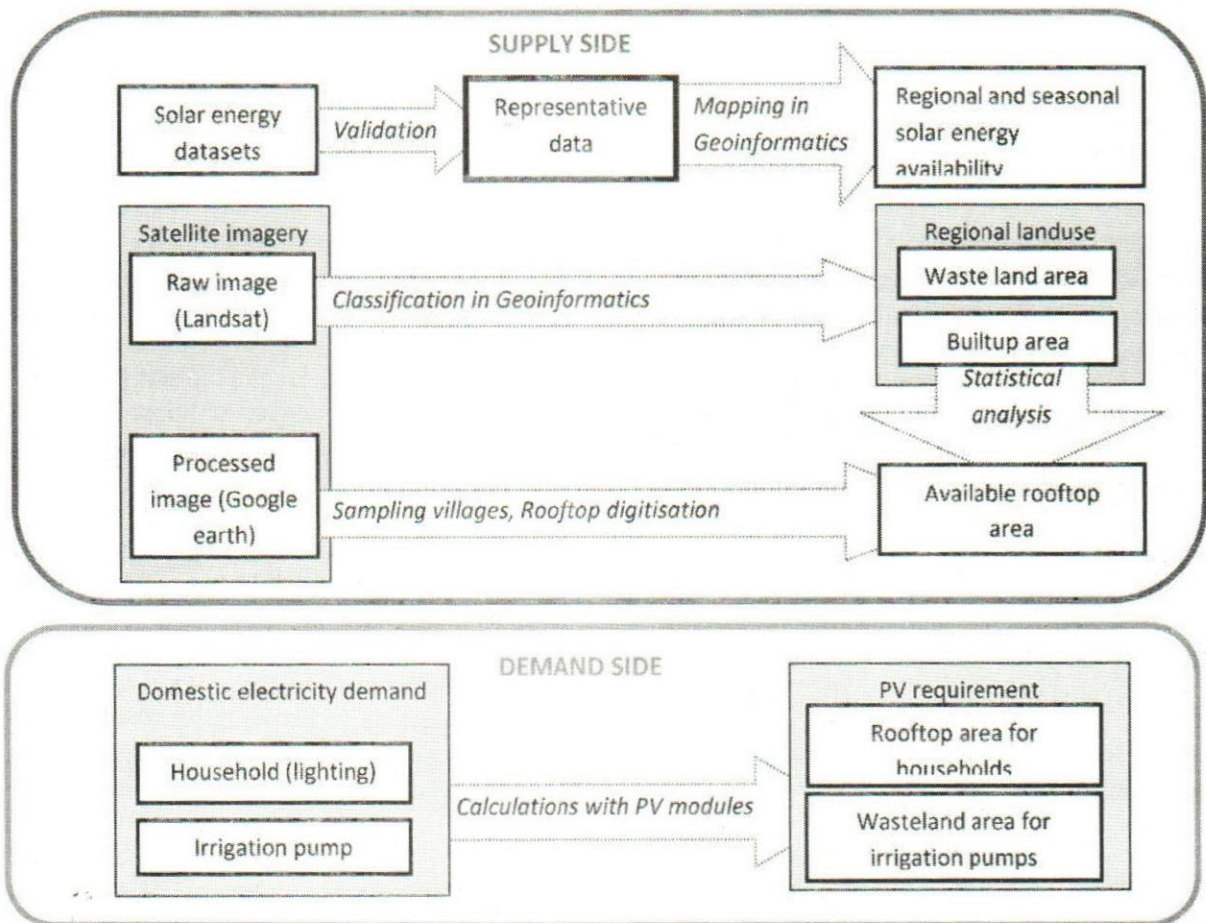 SUPPLY SIDE
Solar energy
datasets
Validation
Representative
data
Mapping in
Geoinformatics
Regional and seasonal
solar energy
availability
Satellite imagery
Raw image
(Landsat)
Classification in Geoinformatics
Regional landuse
Waste land area
Builtup area
Statistical
analysis
Processed
image (Google
earth)
Sampling villages, Rooftop digitisation
Available rooftop
area
DEMAND SIDE
Domestic electricity demand
Household (lighting)
Irrigation pump
Calculations with PV modules
PV requirement
Rooftop area for
households
Wasteland area for
irrigation pumps